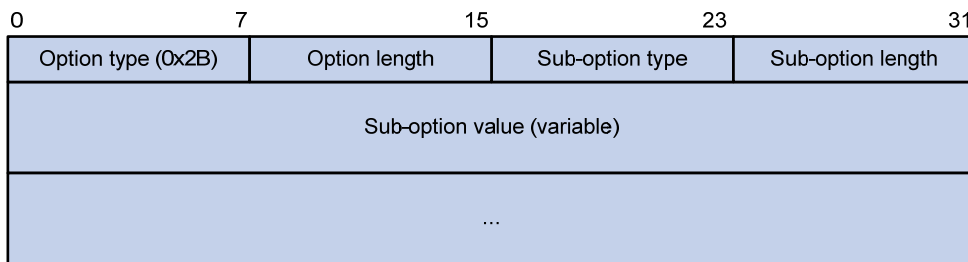 0 7 15 23 31
Option type (0x2B) Option length Sub-option type Sub-option length
Sub-option value (variable)
...